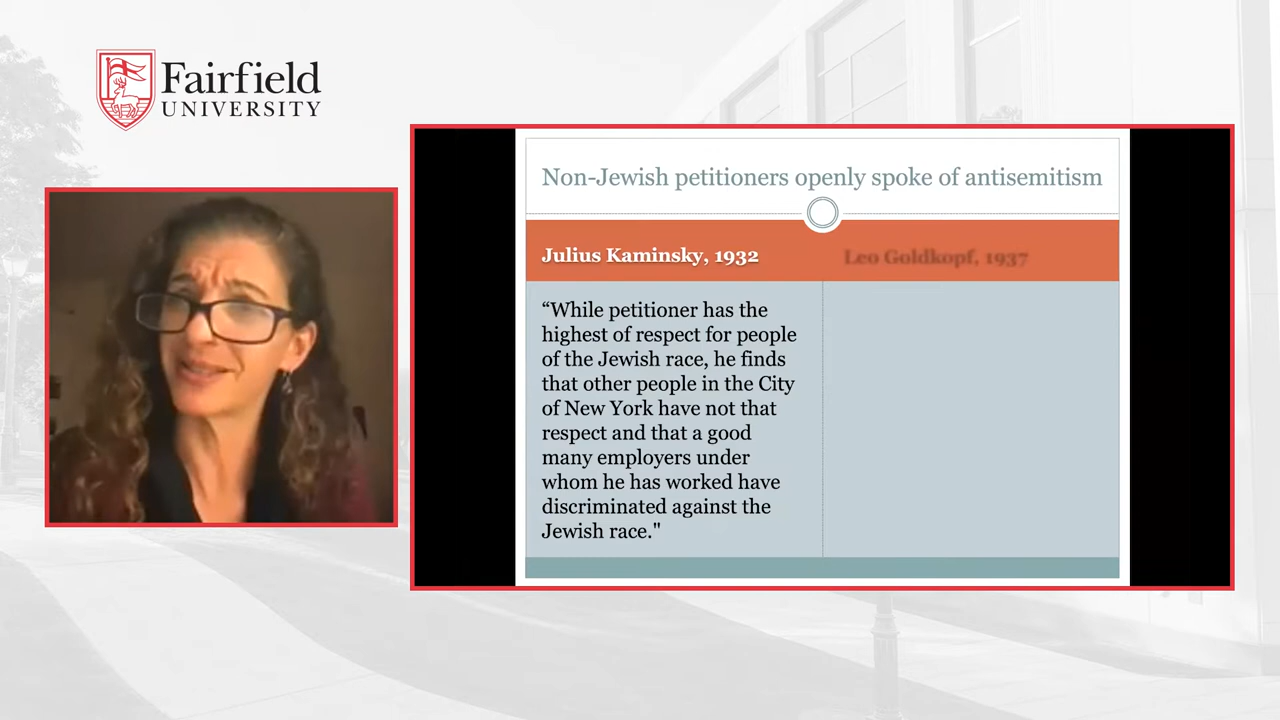 Fairfield
UNIVERSITY
Non-Jewish petitioners openly spoke of antisemitism
Julius Kaminsky, 1932
Leo Goldkopf, 1937
“While petitioner has the
highest of respect for people
of the Jewish race, he finds
that other people in the City
of New York have not that
respect and that a good
many employers under
whom he has worked have
discriminated against the
Jewish race."